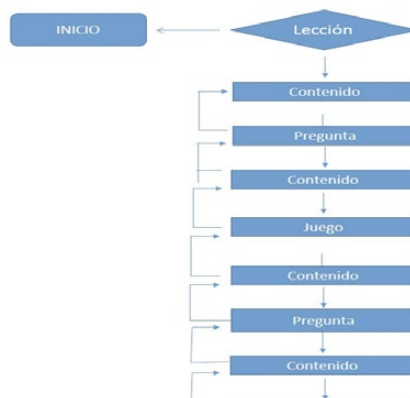 INICIO
Lección
Contenido
Pregunta
Contenido
Juego
Contenido
Pregunta
Contenido